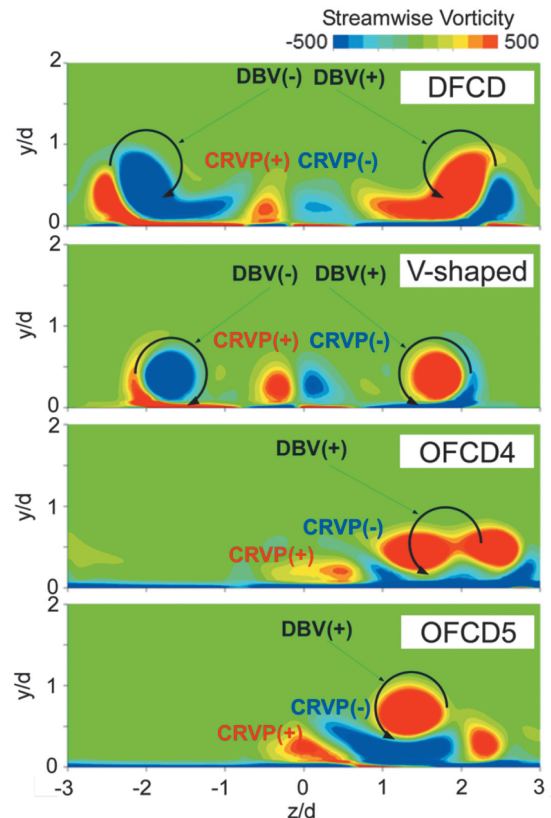 Streamwise Vorticity
-500 500
2
DBV(-) DBV(+)
DFCD
y/d
1
CRVP(+) CRVP(-)
0
2
DBV(-) DBV(+)
V-shaped
y/d
1
CRVP(+) CRVP(-)
0
2
OFCD4
DBV(+)
y/d
1
CRVP(-)
CRVP(+)
0
2
OFCD5
DBV(+)
y/d
1
CRVP(-)
CRVP(+)
0
-3 -2 -1 0 1 2 3
z/d